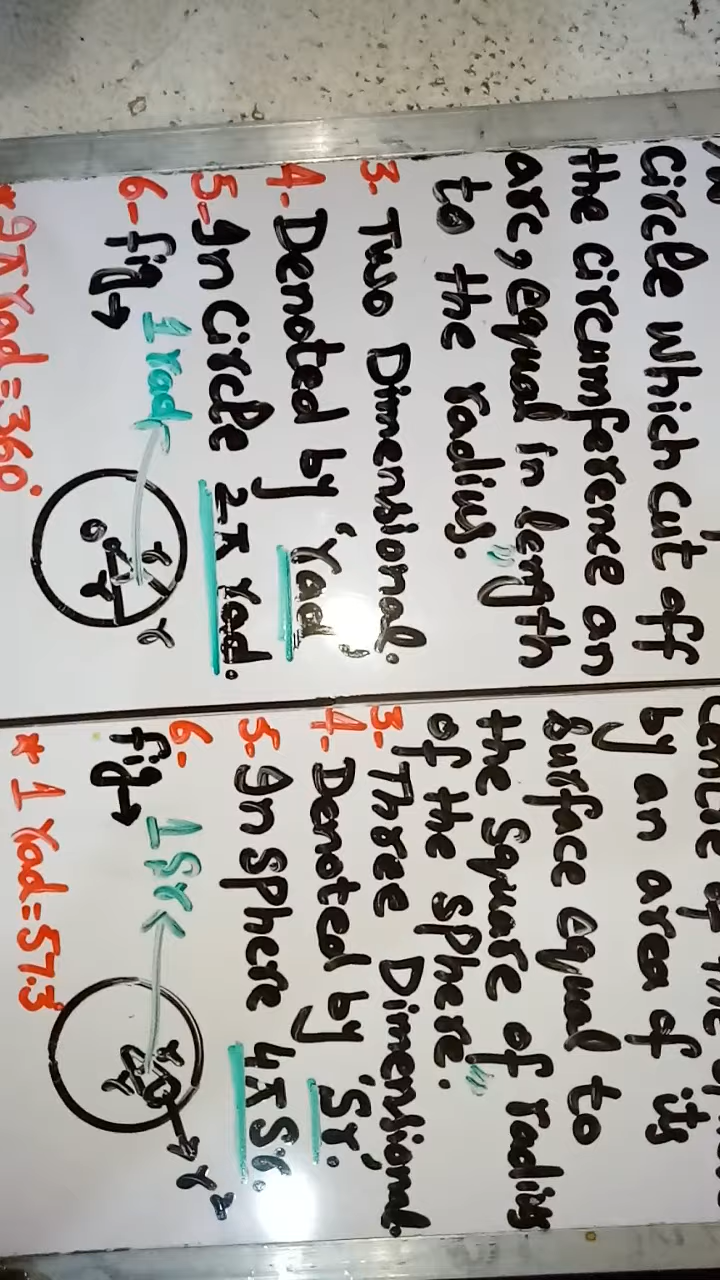 Circle which cut off
the circumference an
arc, equal in length
to the radius."
3- Two Dimensional.
4- Denoted by 'rad'
5- In Circle 2π rad.
6- fig→
1 rad
r
r
r
*2π rad = 360°
by an area of its
surface equal to
the square of radius
of the sphere."
3- Three Dimensional.
4- Denoted by 'Sr'.
5- In sphere 4π Sr.
6-
fig→
1 Sr
r
r
r²
* 1 rad = 57.3°